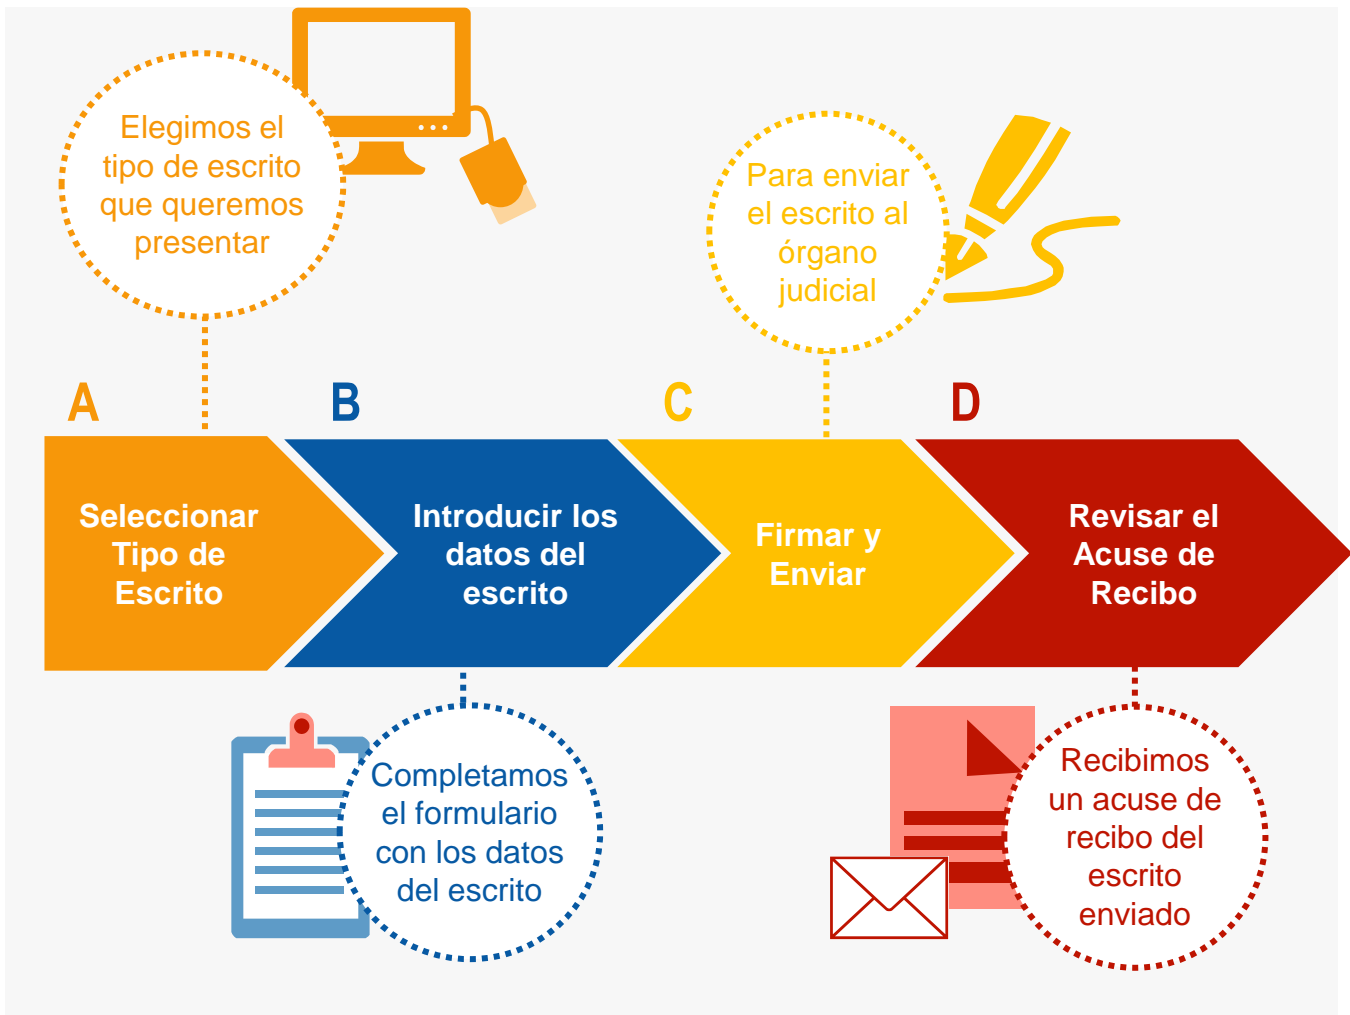 Elegimos el
tipo de escrito
que queremos
presentar
Para enviar
el escrito al
órgano
judicial
A
B
C
D
Seleccionar
Tipo de
Escrito
Introducir los
datos del
escrito
Firmar y
Enviar
Revisar el
Acuse de
Recibo
Completamos
el formulario
con los datos
del escrito
Recibimos
un acuse de
recibo del
escrito
enviado